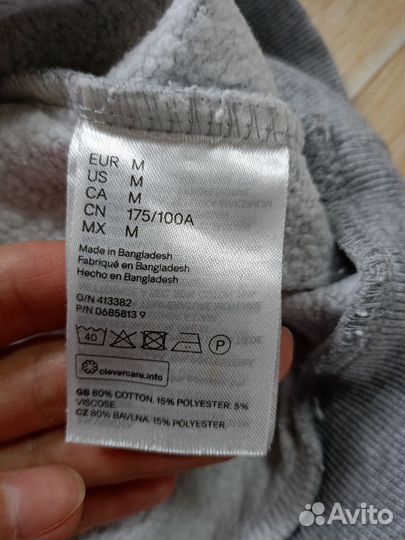 EUR M
US M
CA M
CN 175/100A
MX M
Made in Bangladesh
Fabriqué en Bangladesh
Hecho en Bangladesh
O/N 413382
P/N 0685813 9
40
P
clevercare.info
GB 80% COTTON, 15% POLYESTER, 5%
VISCOSE.
CZ 80% BAVLNA, 15% POLYESTER,
Avito